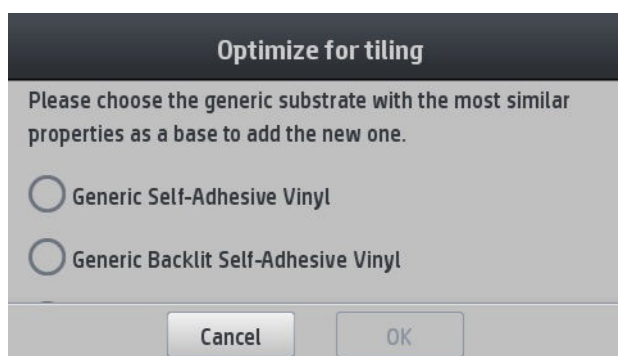 Optimize for tiling
Please choose the generic substrate with the most similar
properties as a base to add the new one.
Generic Self-Adhesive Vinyl
Generic Backlit Self-Adhesive Vinyl
Cancel
OK